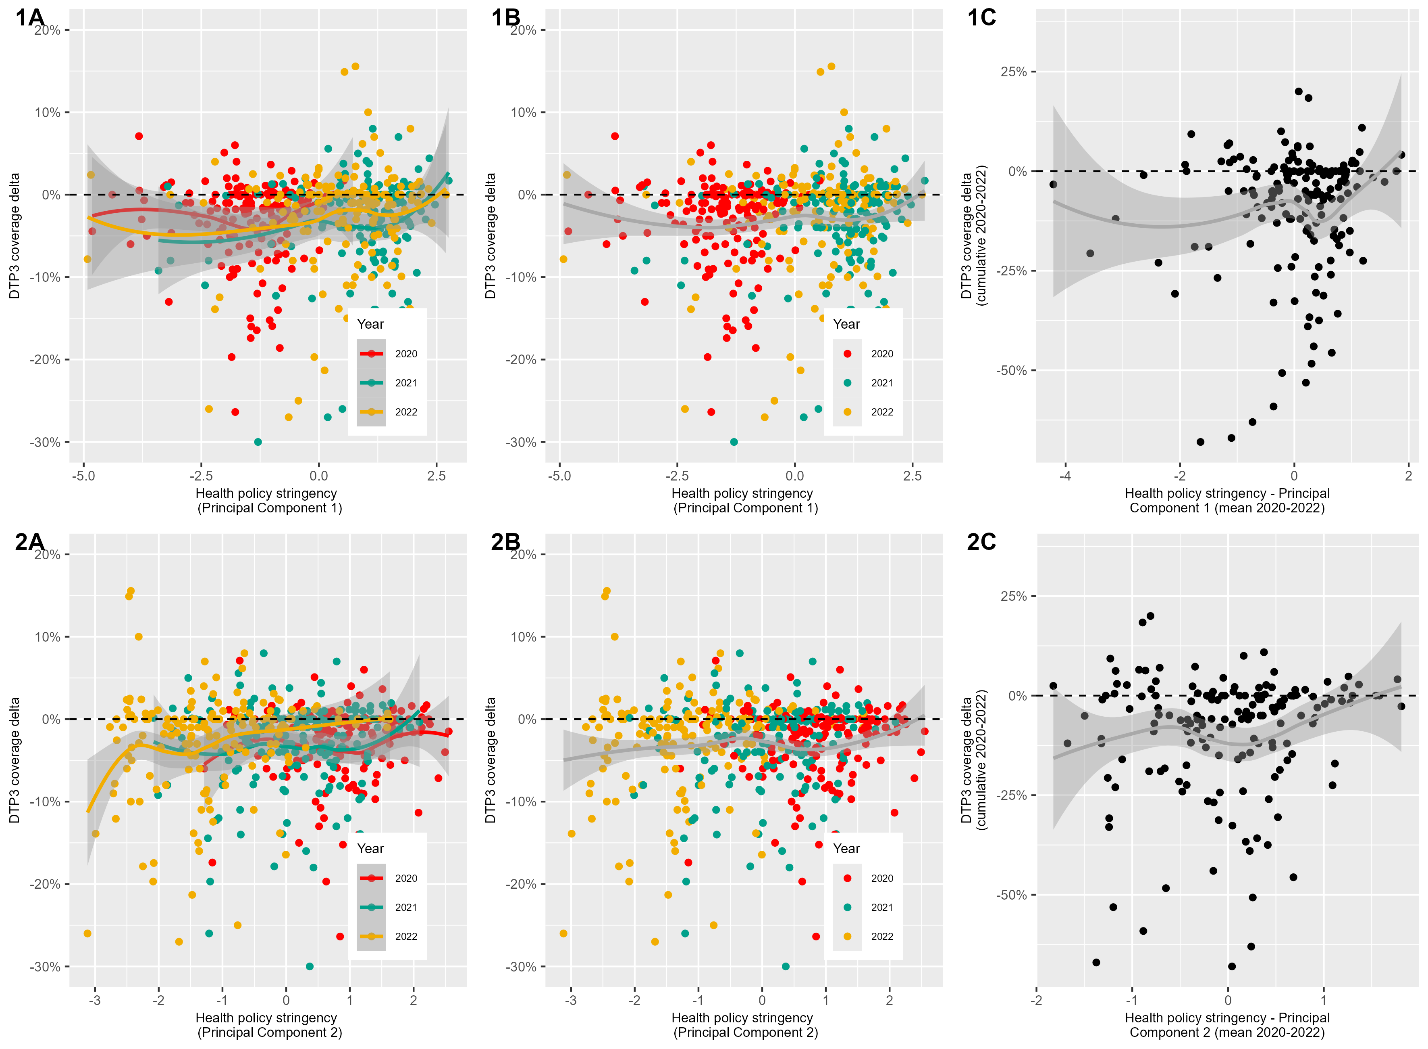 1A
20%
10%
0%
-10%
-20%
-30%
DTP3 coverage delta
Year
2020
2021
2022
-5.0
-2.5
0.0
2.5
Health policy stringency
(Principal Component 1)
1B
20%
10%
0%
-10%
-20%
-30%
DTP3 coverage delta
Year
2020
2021
2022
-5.0
-2.5
0.0
2.5
Health policy stringency
(Principal Component 1)
1C
25%
0%
-25%
-50%
DTP3 coverage delta
(cumulative 2020-2022)
-4
-2
0
2
Health policy stringency - Principal
Component 1 (mean 2020-2022)
2A
20%
10%
0%
-10%
-20%
-30%
DTP3 coverage delta
Year
2020
2021
2022
-3
-2
-1
0
1
2
Health policy stringency
(Principal Component 2)
2B
20%
10%
0%
-10%
-20%
-30%
DTP3 coverage delta
Year
2020
2021
2022
-3
-2
-1
0
1
2
Health policy stringency
(Principal Component 2)
2C
25%
0%
-25%
-50%
DTP3 coverage delta
(cumulative 2020-2022)
-2
-1
0
1
Health policy stringency - Principal
Component 2 (mean 2020-2022)